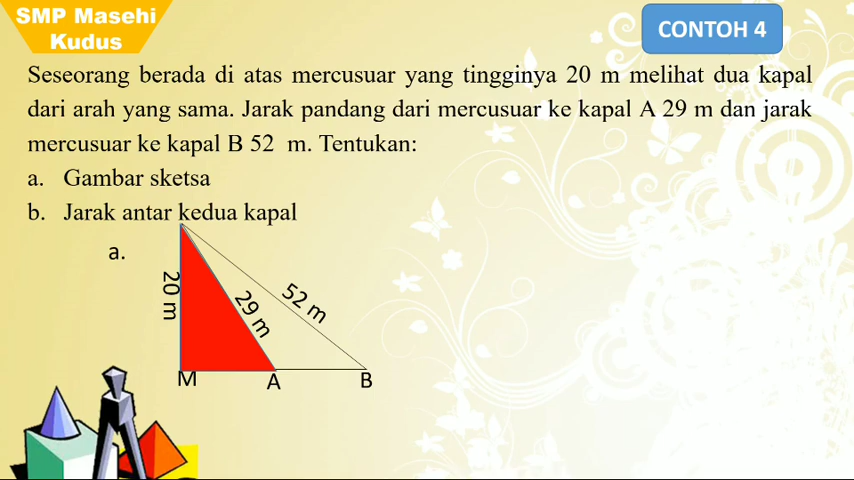 SMP Masehi
Kudus
CONTOH 4
Seseorang berada di atas mercusuar yang tingginya 20 m melihat dua kapal
dari arah yang sama. Jarak pandang dari mercusuar ke kapal A 29 m dan jarak
mercusuar ke kapal B 52 m. Tentukan:
a. Gambar sketsa
b. Jarak antar kedua kapal
a.
20 m
29 m
52 m
M
A
B